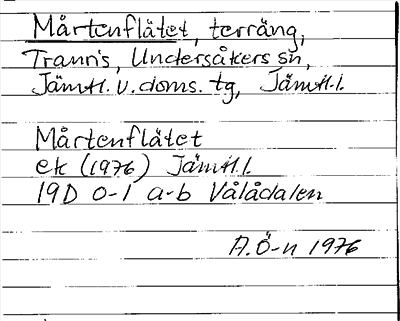 Mårtenflätet, terräng,
Tranris, Undersåkers sn,
Jämtl. v. doms. tg, Jämtl. l.
Mårtenflätet
ek (1976) Jämtl. l.
19D 0-1 a-b Vålådalen
A.Ö-n 1976